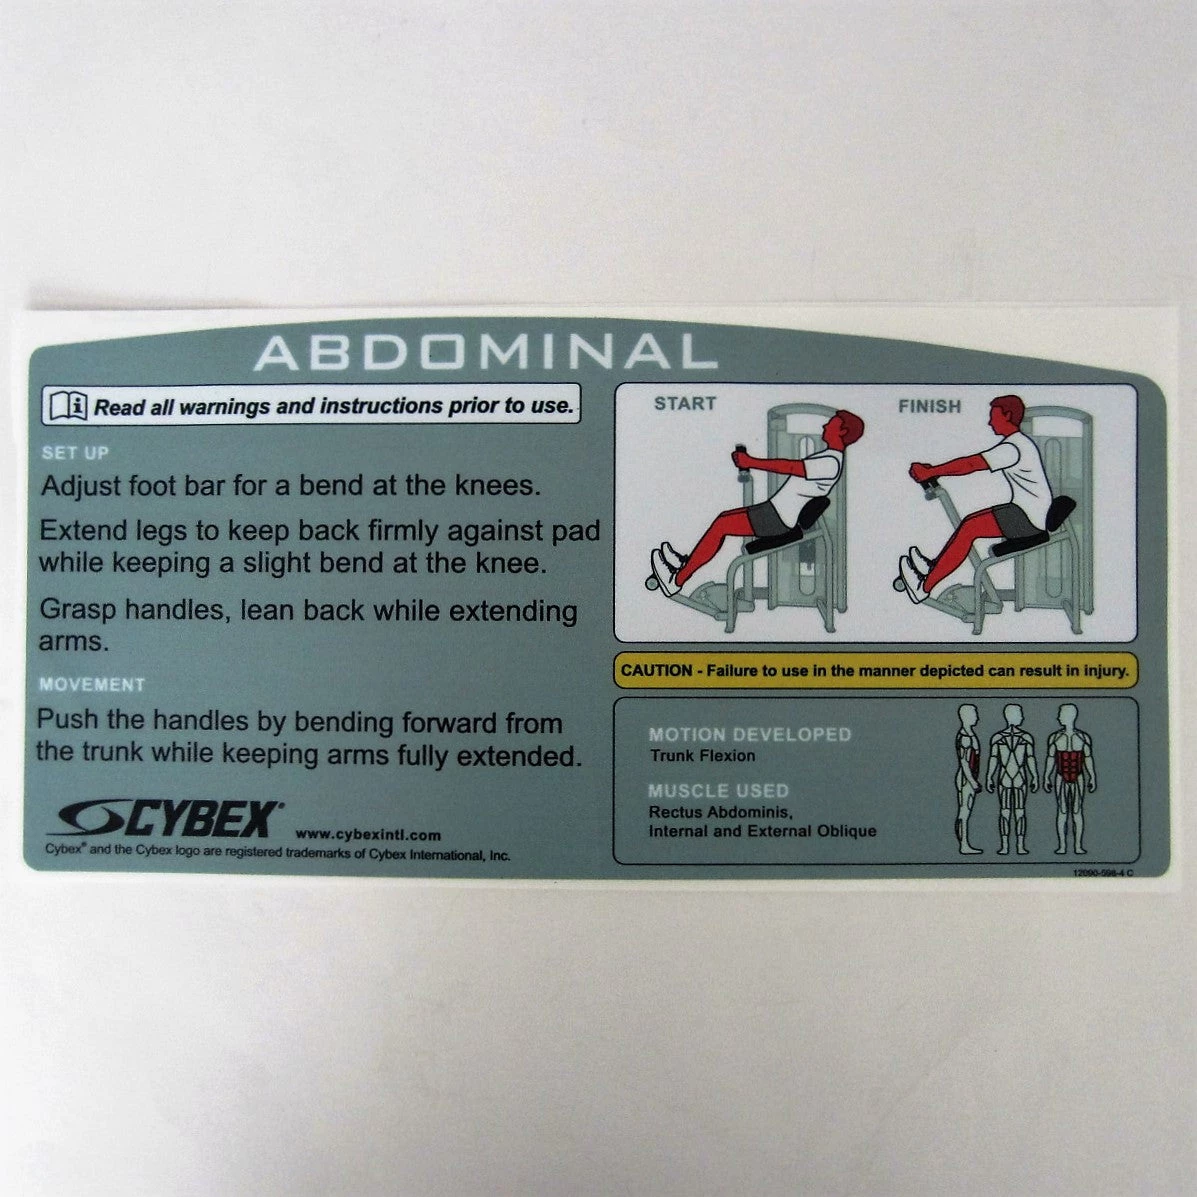 ABDOMINAL
Read all warnings and instructions prior to use.
SET UP
Adjust foot bar for a bend at the knees.
Extend legs to keep back firmly against pad
while keeping a slight bend at the knee.
Grasp handles, lean back while extending
arms.
MOVEMENT
Push the handles by bending forward from
the trunk while keeping arms fully extended.
CYBEX® www.cybexintl.com
Cybex® and the Cybex logo are registered trademarks of Cybex International, Inc.
START FINISH
CAUTION - Failure to use in the manner depicted can result in injury.
MOTION DEVELOPED
Trunk Flexion
MUSCLE USED
Rectus Abdominis,
Internal and External Oblique
12090-598-4 C